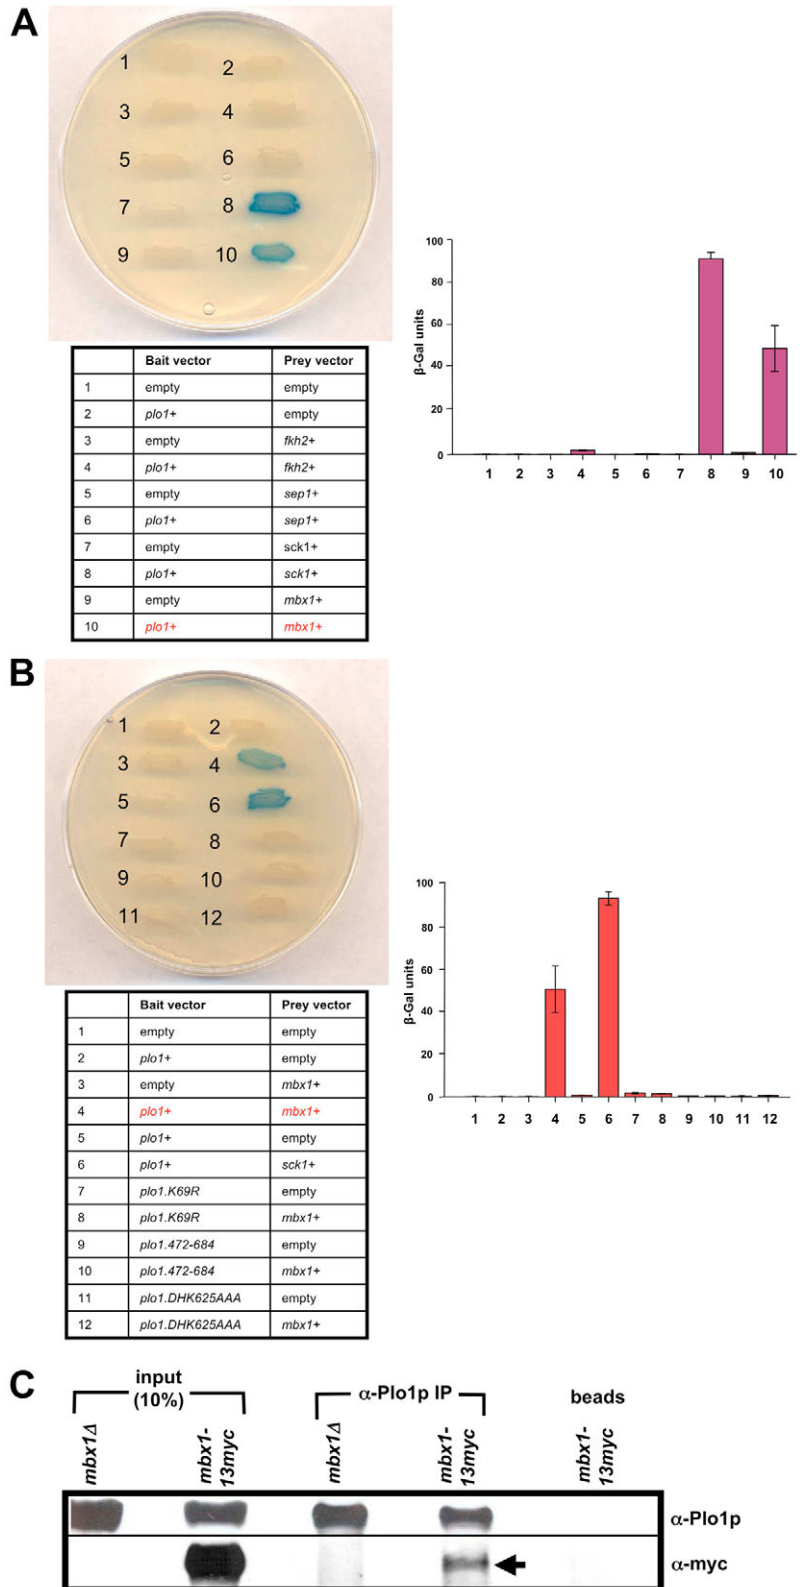 A
1 2
3 4
5 6
7 8
9 10
Bait vector Prey vector
1 empty empty
2 plo1+ empty
3 empty fkh2+
4 plo1+ fkh2+
5 empty sep1+
6 plo1+ sep1+
7 empty sck1+
8 plo1+ sck1+
9 empty mbx1+
10 plo1+ mbx1+
β-Gal units
100
80
60
40
20
0
1 2 3 4 5 6 7 8 9 10
B
1 2
3 4
5 6
7 8
9 10
11 12
Bait vector Prey vector
1 empty empty
2 plo1+ empty
3 empty mbx1+
4 plo1+ mbx1+
5 plo1+ empty
6 plo1+ sck1+
7 plo1.K69R empty
8 plo1.K69R mbx1+
9 plo1.472-684 empty
10 plo1.472-684 mbx1+
11 plo1.DHK625AAA empty
12 plo1.DHK625AAA mbx1+
β-Gal units
100
80
60
40
20
0
1 2 3 4 5 6 7 8 9 10 11 12
C
input
(10%)
α-Plo1p IP
beads
mbx1Δ
mbx1-
13myc
mbx1Δ
mbx1-
13myc
mbx1-
13myc
α-Plo1p
α-myc